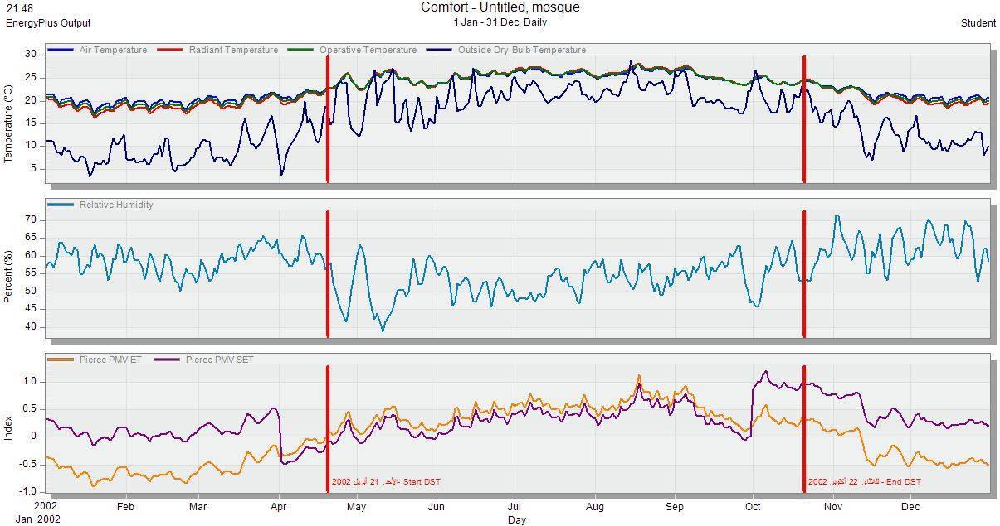 21.48
Comfort - Untitled, mosque
EnergyPlus Output
1 Jan - 31 Dec, Daily
Student
Air Temperature
Radiant Temperature
Operative Temperature
Outside Dry-Bulb Temperature
Temperature (°C)
30
25
20
15
10
5
Relative Humidity
Percent (%)
70
65
60
55
50
45
40
Pierce PMV ET
Pierce PMV SET
Index
1.0
0.5
0
-0.5
-1.0
الأحد, 21 أبريل 2002 - Start DST
الثلاثاء, 22 أكتوبر 2002 - End DST
2002 Feb Mar Apr May Jun Jul Aug Sep Oct Nov Dec
Jan 2002
Day